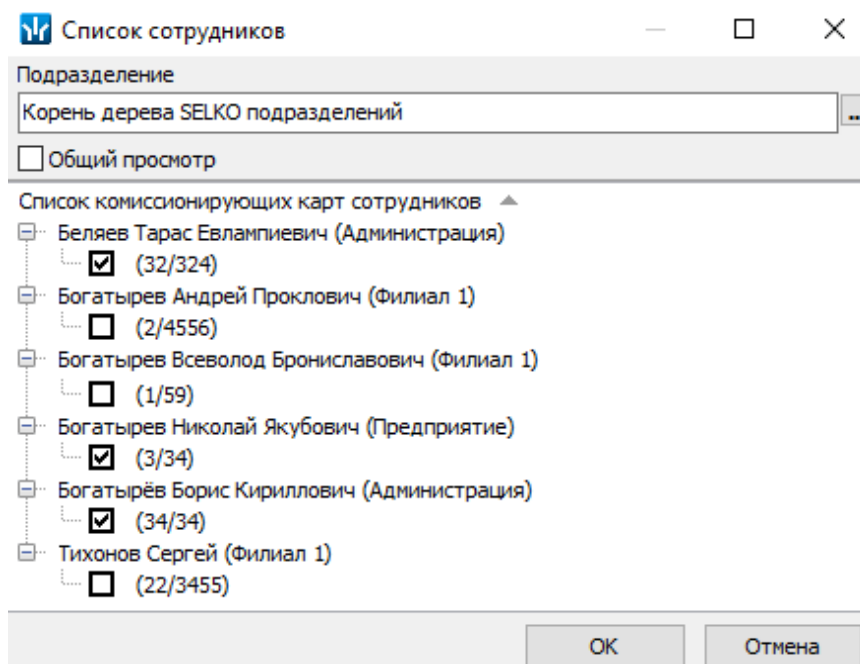 Список сотрудников
Подразделение
Корень дерева SELKO подразделений
...
Общий просмотр
Список комиссионирующих карт сотрудников
Беляев Тарас Евлампиевич (Администрация)
(32/324)
Богатырев Андрей Проклович (Филиал 1)
(2/4556)
Богатырев Всеволод Брониславович (Филиал 1)
(1/59)
Богатырев Николай Якубович (Предприятие)
(3/34)
Богатырёв Борис Кириллович (Администрация)
(34/34)
Тихонов Сергей (Филиал 1)
(22/3455)
ОК Отмена